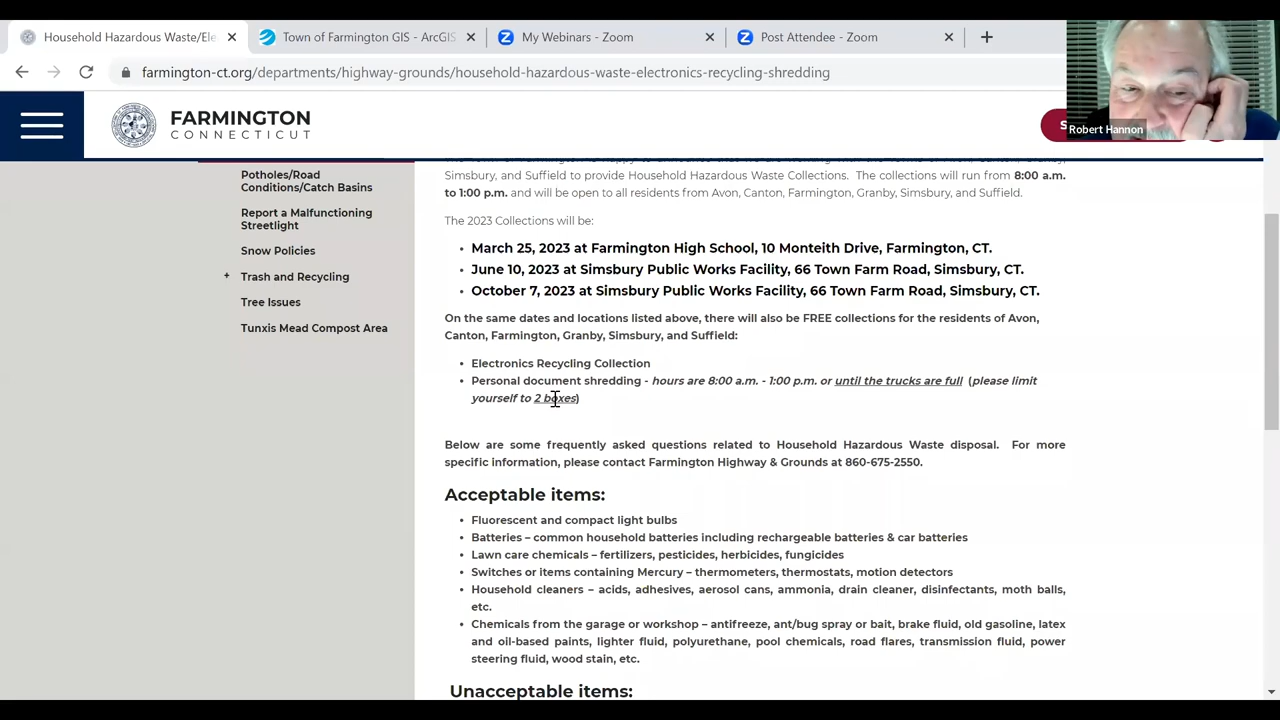 Household Hazardous Waste/Ele
Town of Farmington GIS - ArcGIS
My Webinars - Zoom
Post Attendee - Zoom
farmington-ct.org/departments/highway-grounds/household-hazardous-waste-electronics-recycling-shredding
FARMINGTON
CONNECTICUT
S
Robert Hannon
Potholes/Road
Conditions/Catch Basins
Report a Malfunctioning
Streetlight
Snow Policies
+ Trash and Recycling
Tree Issues
Tunxis Mead Compost Area
Simsbury, and Suffield to provide Household Hazardous Waste Collections. The collections will run from 8:00 a.m.
to 1:00 p.m. and will be open to all residents from Avon, Canton, Farmington, Granby, Simsbury, and Suffield.
The 2023 Collections will be:
• March 25, 2023 at Farmington High School, 10 Monteith Drive, Farmington, CT.
• June 10, 2023 at Simsbury Public Works Facility, 66 Town Farm Road, Simsbury, CT.
• October 7, 2023 at Simsbury Public Works Facility, 66 Town Farm Road, Simsbury, CT.
On the same dates and locations listed above, there will also be FREE collections for the residents of Avon,
Canton, Farmington, Granby, Simsbury, and Suffield:
• Electronics Recycling Collection
• Personal document shredding - hours are 8:00 a.m. - 1:00 p.m. or until the trucks are full (please limit
yourself to 2 boxes)
Below are some frequently asked questions related to Household Hazardous Waste disposal. For more
specific information, please contact Farmington Highway & Grounds at 860-675-2550.
Acceptable items:
• Fluorescent and compact light bulbs
• Batteries – common household batteries including rechargeable batteries & car batteries
• Lawn care chemicals – fertilizers, pesticides, herbicides, fungicides
• Switches or items containing Mercury – thermometers, thermostats, motion detectors
• Household cleaners – acids, adhesives, aerosol cans, ammonia, drain cleaner, disinfectants, moth balls,
etc.
• Chemicals from the garage or workshop – antifreeze, ant/bug spray or bait, brake fluid, old gasoline, latex
and oil-based paints, lighter fluid, polyurethane, pool chemicals, road flares, transmission fluid, power
steering fluid, wood stain, etc.
Unacceptable items: